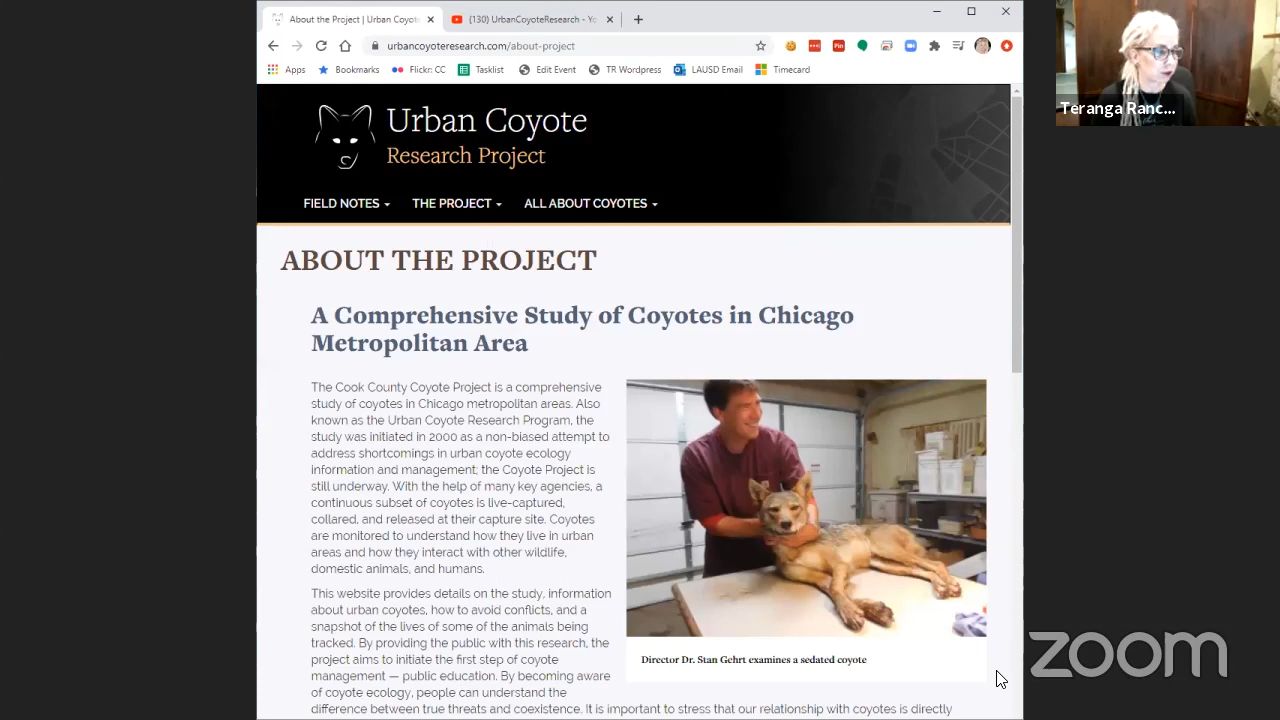 About the Project | Urban Coyote
(130) UrbanCoyoteResearch - Yo
urbancoyoteresearch.com/about-project
Apps
Bookmarks
Flickr: CC
Tasklist
Edit Event
TR Wordpress
LAUSD Email
Timecard
Urban Coyote
Research Project
FIELD NOTES
THE PROJECT
ALL ABOUT COYOTES
ABOUT THE PROJECT
A Comprehensive Study of Coyotes in Chicago
Metropolitan Area
The Cook County Coyote Project is a comprehensive
study of coyotes in Chicago metropolitan areas. Also
known as the Urban Coyote Research Program, the
study was initiated in 2000 as a non-biased attempt to
address shortcomings in urban coyote ecology
information and management; the Coyote Project is
still underway. With the help of many key agencies, a
continuous subset of coyotes is live-captured,
collared, and released at their capture site. Coyotes
are monitored to understand how they live in urban
areas and how they interact with other wildlife,
domestic animals, and humans.
This website provides details on the study, information
about urban coyotes, how to avoid conflicts, and a
snapshot of the lives of some of the animals being
tracked. By providing the public with this research, the
project aims to initiate the first step of coyote
management — public education. By becoming aware
of coyote ecology, people can understand the
difference between true threats and coexistence. It is important to stress that our relationship with coyotes is directly
Director Dr. Stan Gehrt examines a sedated coyote
Teranga Ranc...
zoom